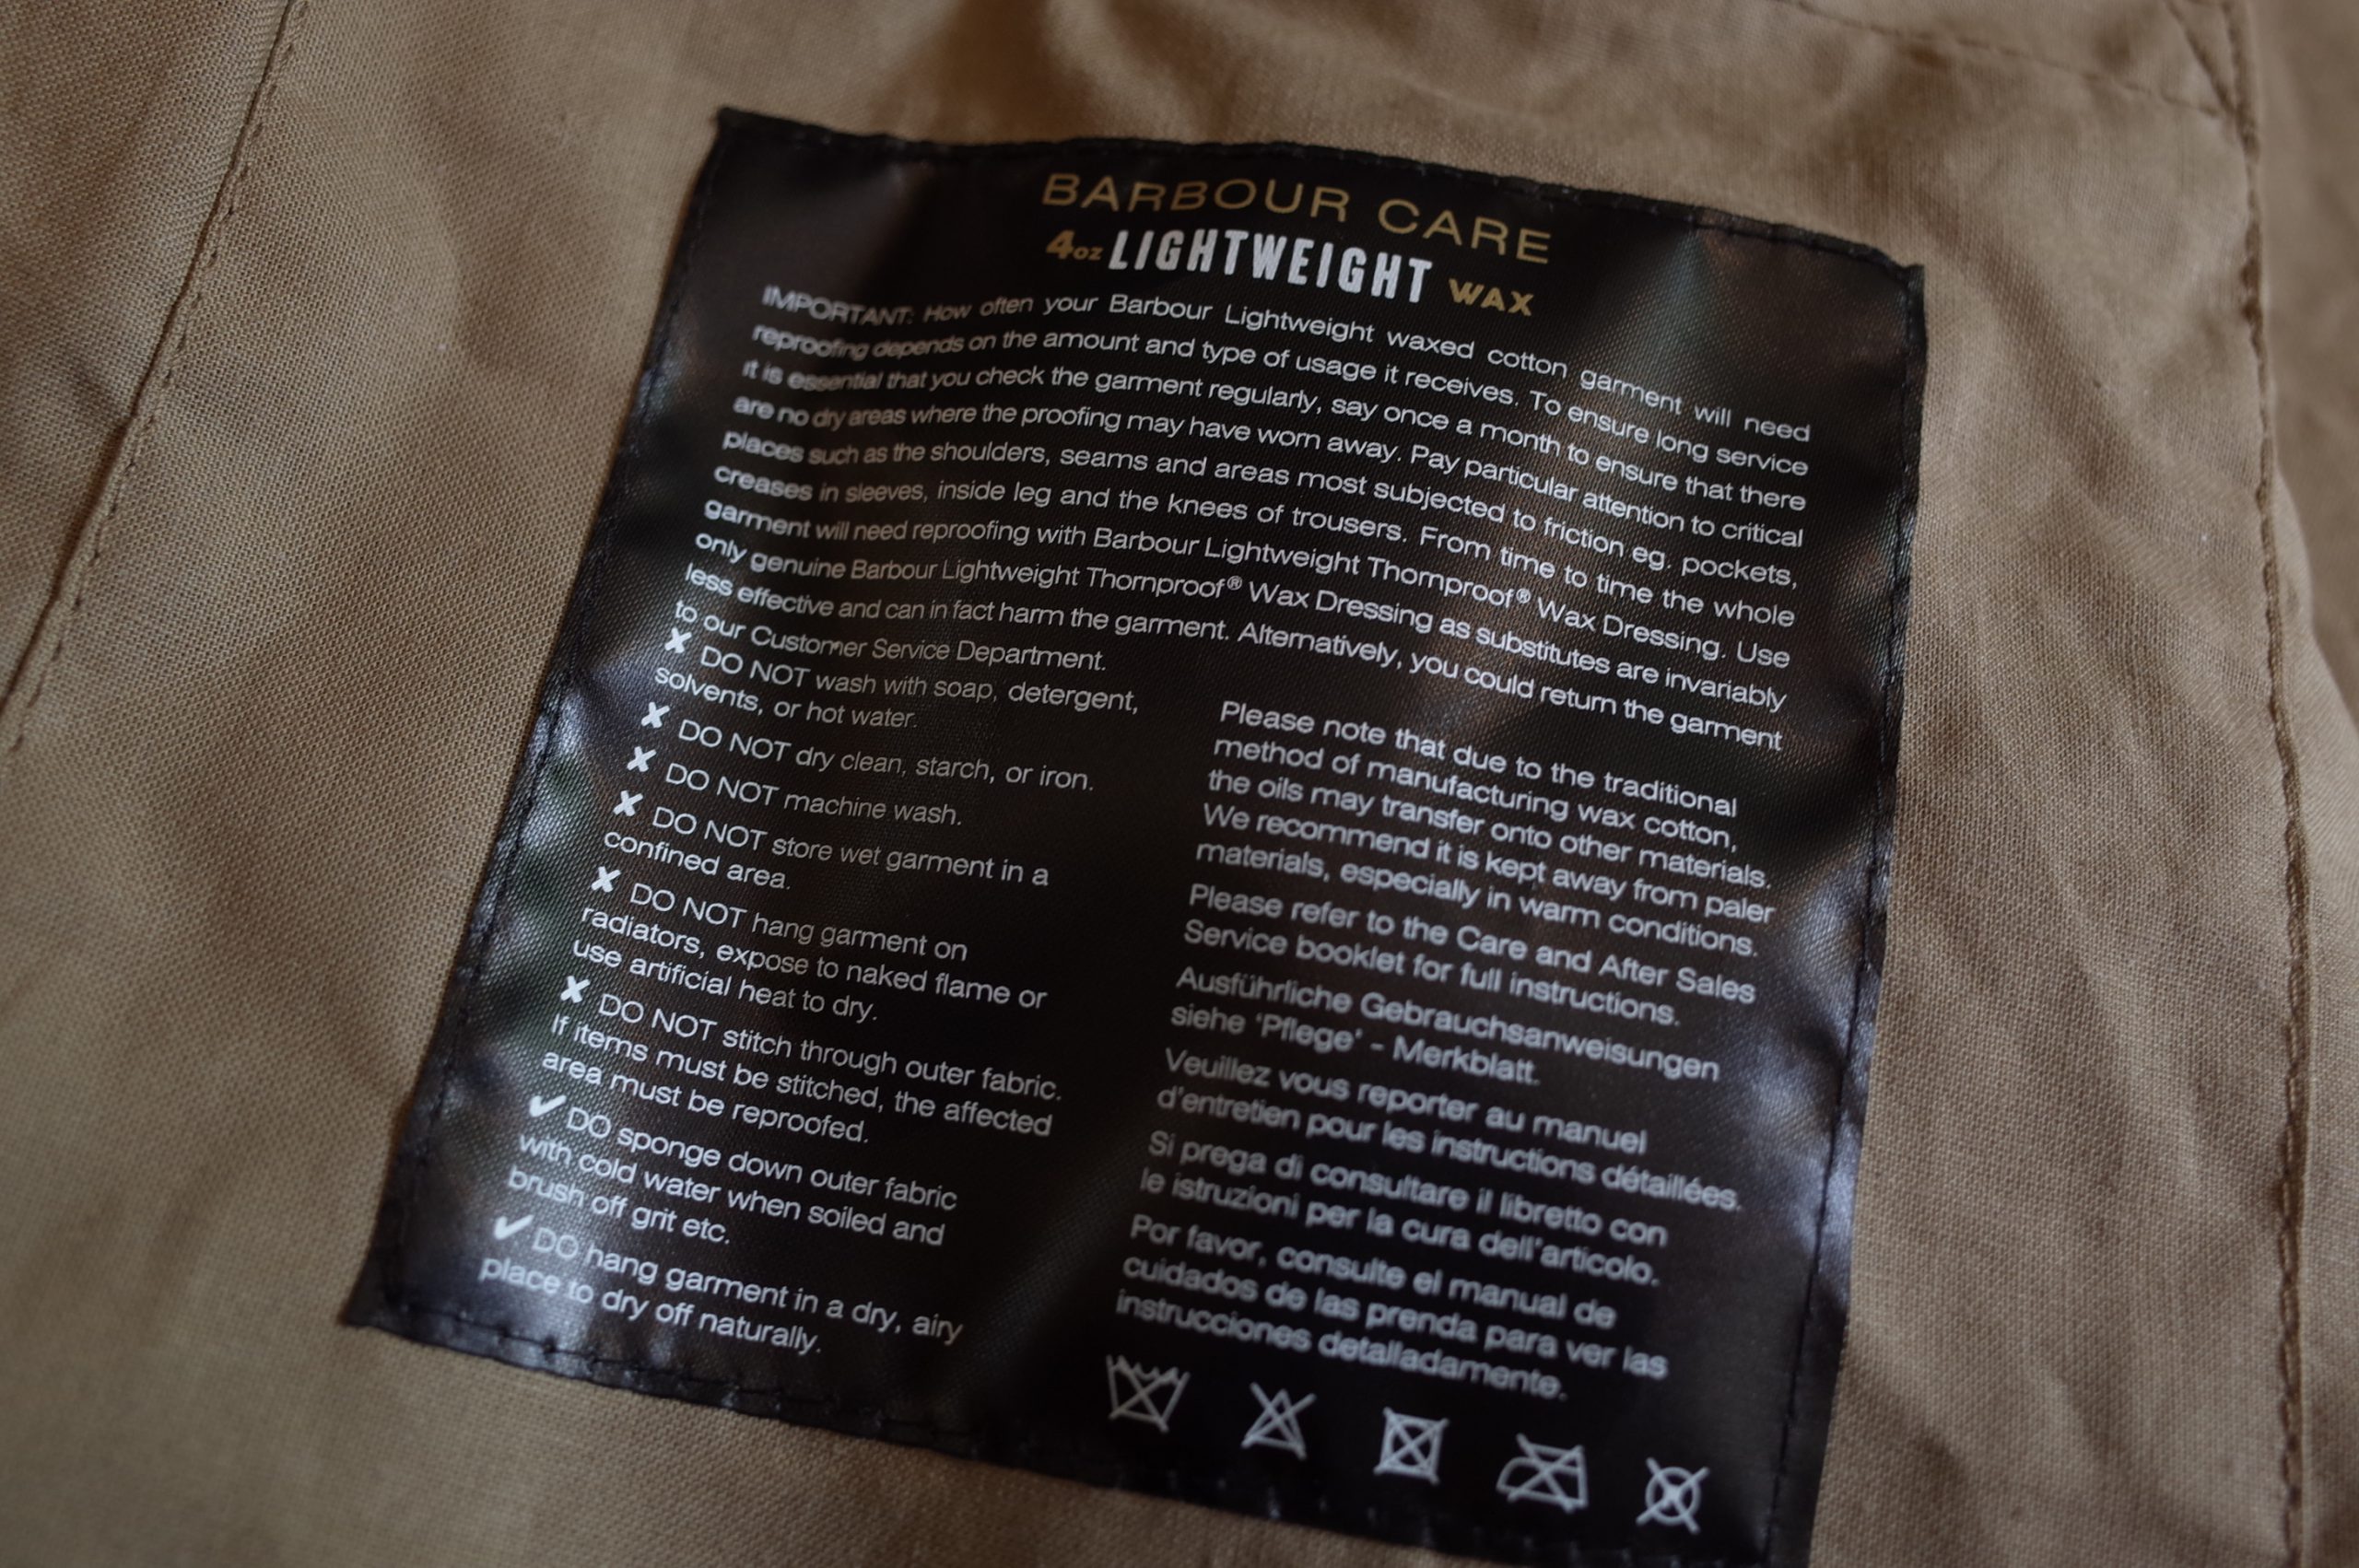 BARBOUR CARE
4oz LIGHTWEIGHT WAX
IMPORTANT: How often your Barbour Lightweight waxed cotton garment will need
reproofing depends on the amount and type of usage it receives. To ensure long service
it is essential that you check the garment regularly, say once a month to ensure that there
are no dry areas where the proofing may have worn away. Pay particular attention to critical
places such as the shoulders, seams and areas most subjected to friction eg. pockets,
creases in sleeves, inside leg and the knees of trousers. From time to time the whole
garment will need reproofing with Barbour Lightweight Thornproof® Wax Dressing. Use
only genuine Barbour Lightweight Thornproof® Wax Dressing as substitutes are invariably
less effective and can in fact harm the garment. Alternatively, you could return the garment
to our Customer Service Department.
✘ DO NOT wash with soap, detergent,
solvents, or hot water.
✘ DO NOT dry clean, starch, or iron.
✘ DO NOT machine wash.
✘ DO NOT store wet garment in a
confined area.
✘ DO NOT hang garment on
radiators, expose to naked flame or
use artificial heat to dry.
✘ DO NOT stitch through outer fabric.
If items must be stitched, the affected
area must be reproofed.
✔ DO sponge down outer fabric
with cold water when soiled and
brush off grit etc.
✔ DO hang garment in a dry, airy
place to dry off naturally.
Please note that due to the traditional
method of manufacturing wax cotton,
the oils may transfer onto other materials.
We recommend it is kept away from paler
materials, especially in warm conditions.
Please refer to the Care and After Sales
Service booklet for full instructions.
Ausführliche Gebrauchsanweisungen
siehe 'Pflege' - Merkblatt.
Veuillez vous reporter au manuel
d'entretien pour les instructions détaillées.
Si prega di consultare il libretto con
le istruzioni per la cura dell'articolo.
Por favor, consulte el manual de
cuidados de las prenda para ver las
instrucciones detalladamente.